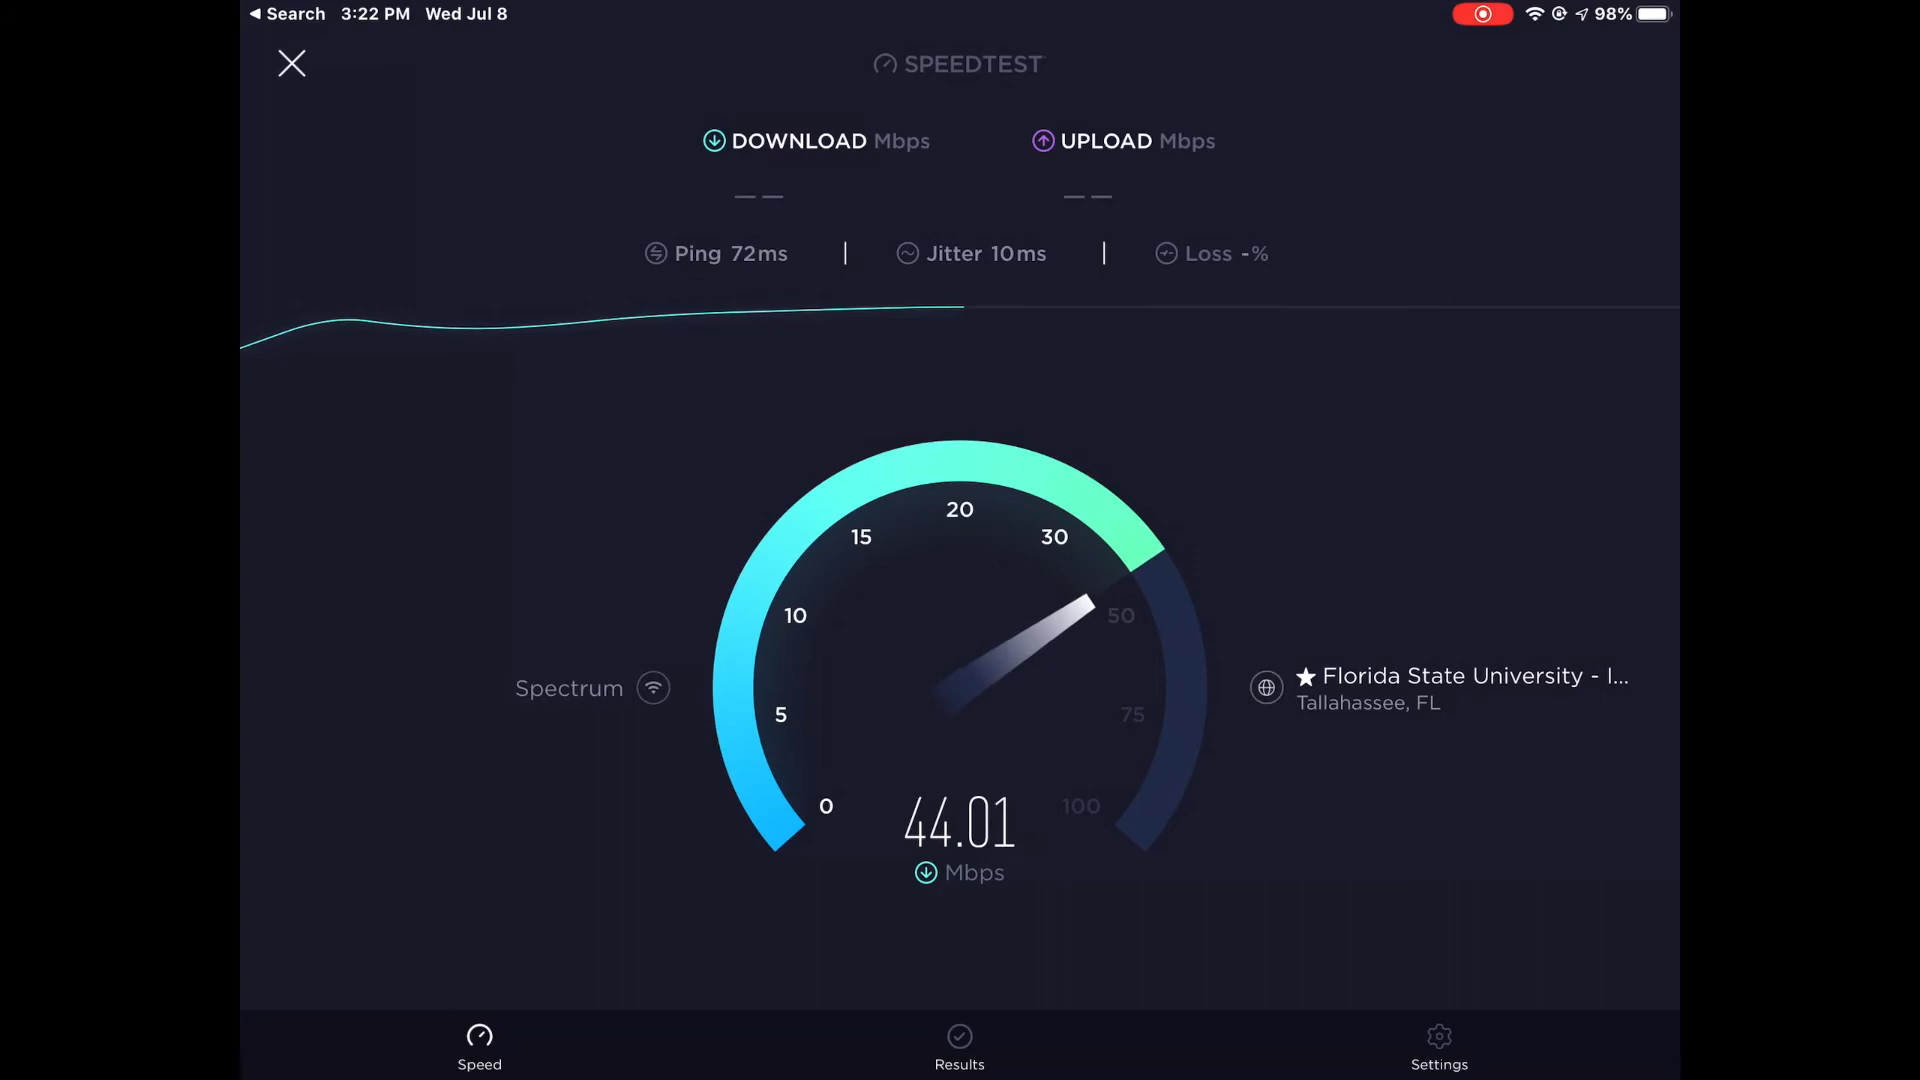 Search 3:22 PM Wed Jul 8 98%
SPEEDTEST
DOWNLOAD Mbps UPLOAD Mbps
— — — —
Ping 72ms | Jitter 10ms | Loss -%
20
15 30
10 50
Spectrum
★ Florida State University - I...
Tallahassee, FL
5 75
0 100
44.01
Mbps
Speed Results Settings